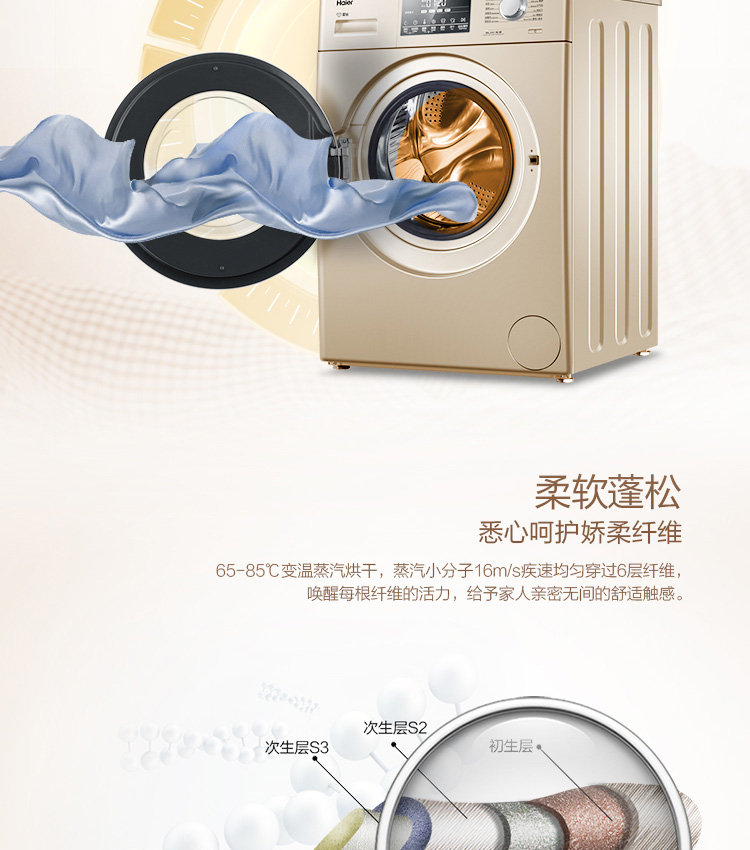 Haier
柔软蓬松
悉心呵护娇柔纤维
65-85℃变温蒸汽烘干，蒸汽小分子16m/s疾速均匀穿过6层纤维，
唤醒每根纤维的活力，给予家人亲密无间的舒适触感。
次生层S2
初生层
次生层S3